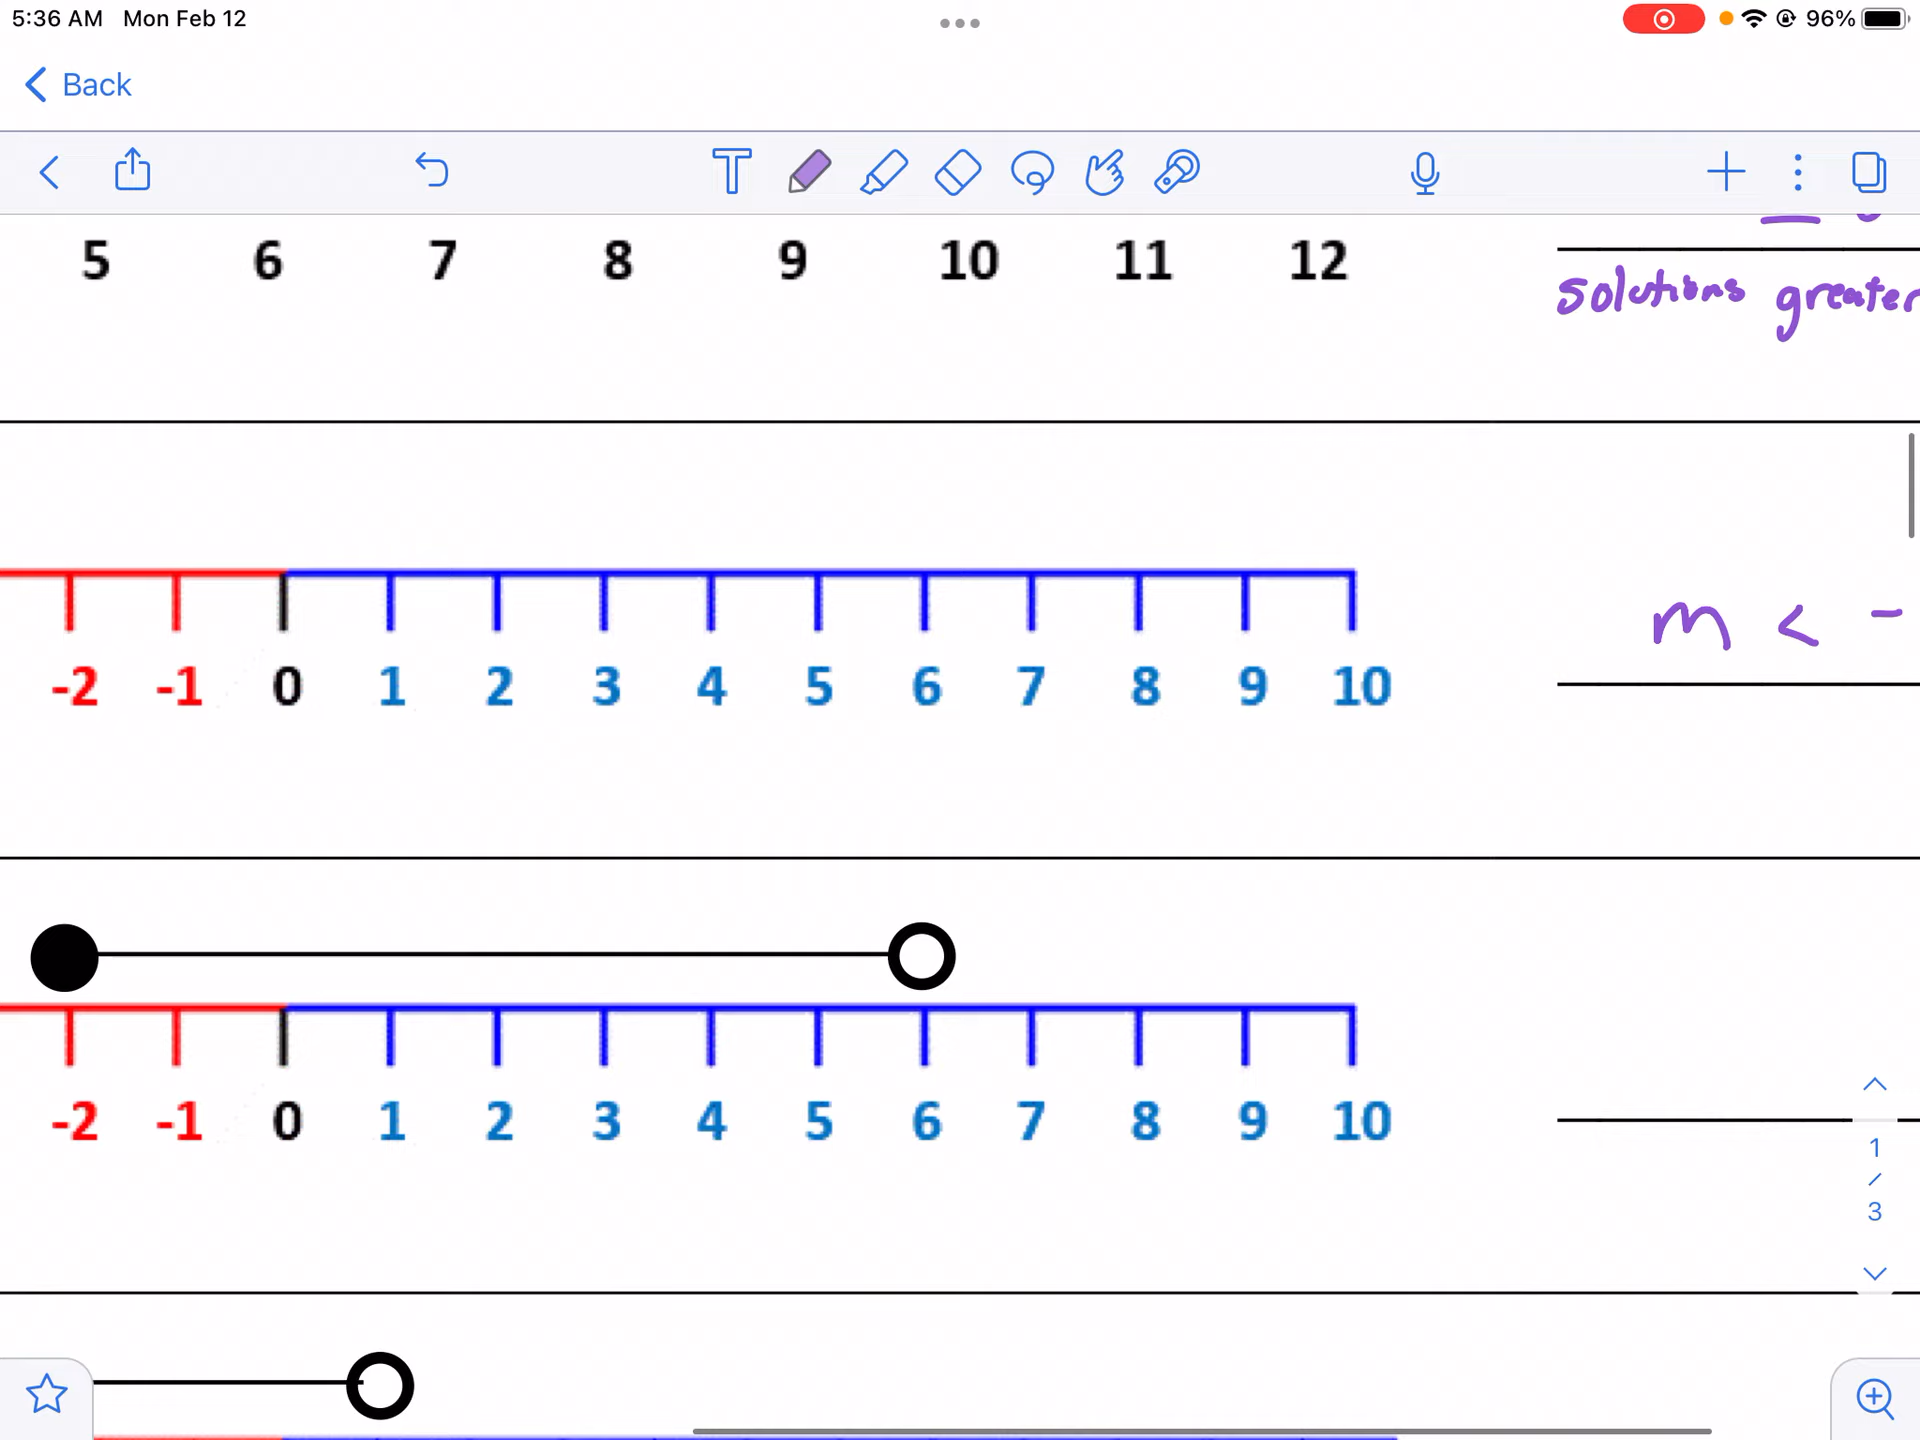 5:36 AM Mon Feb 12
96%
Back
5 6 7 8 9 10 11 12
solutions greater
m < -
-2 -1 0 1 2 3 4 5 6 7 8 9 10
-2 -1 0 1 2 3 4 5 6 7 8 9 10
1
/
3